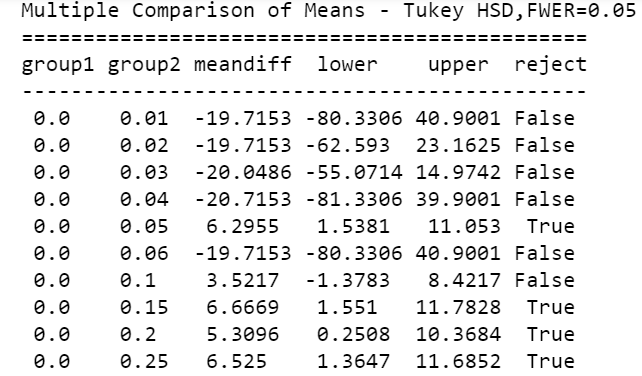 Multiple Comparison of Means - Tukey HSD,FWER=0.05
==============================================
group1 group2 meandiff lower upper reject
----------------------------------------------
0.0 0.01 -19.7153 -80.3306 40.9001 False
0.0 0.02 -19.7153 -62.593 23.1625 False
0.0 0.03 -20.0486 -55.0714 14.9742 False
0.0 0.04 -20.7153 -81.3306 39.9001 False
0.0 0.05 6.2955 1.5381 11.053 True
0.0 0.06 -19.7153 -80.3306 40.9001 False
0.0 0.1 3.5217 -1.3783 8.4217 False
0.0 0.15 6.6669 1.551 11.7828 True
0.0 0.2 5.3096 0.2508 10.3684 True
0.0 0.25 6.525 1.3647 11.6852 True